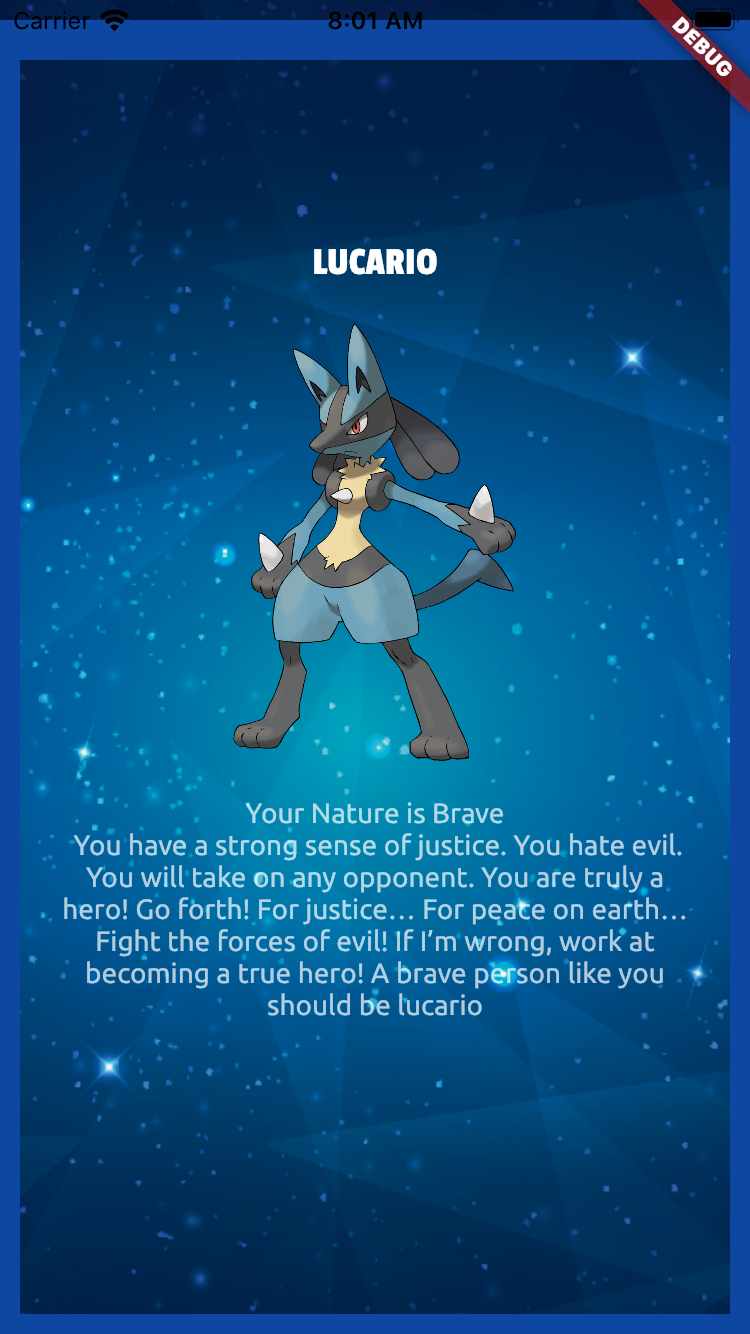 Carrier 8:01 AM
DEBUG
LUCARIO
Your Nature is Brave
You have a strong sense of justice. You hate evil.
You will take on any opponent. You are truly a
hero! Go forth! For justice… For peace on earth…
Fight the forces of evil! If I’m wrong, work at
becoming a true hero! A brave person like you
should be lucario